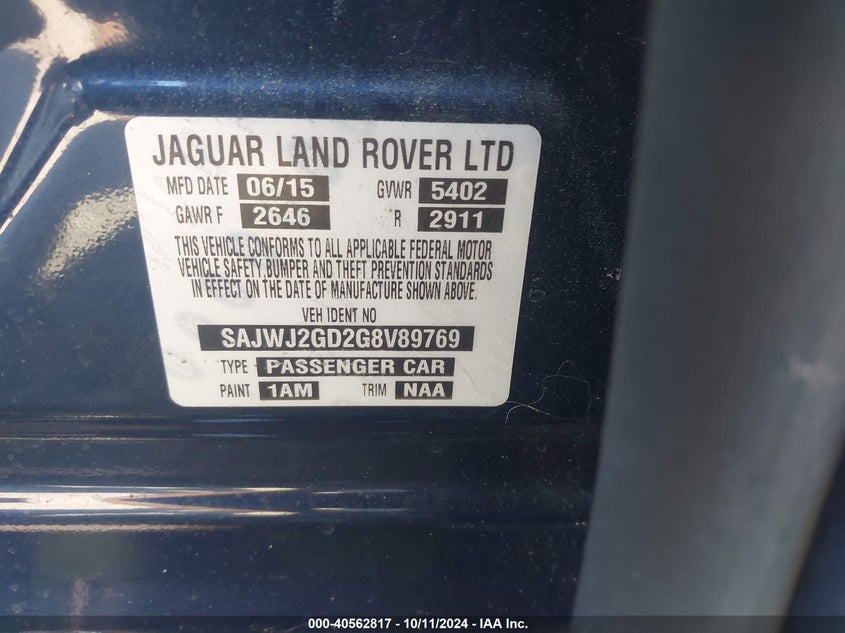 JAGUAR LAND ROVER LTD
MFD DATE 06/15 GVWR 5402
GAWR F 2646 R 2911
THIS VEHICLE CONFORMS TO ALL APPLICABLE FEDERAL MOTOR
VEHICLE SAFETY,BUMPER AND THEFT PREVENTION STANDARDS
IN EFFECT ON THE DATE OF MANUFACTURE SHOWN ABOVE.
VEH IDENT NO
SAJWJ2GD2G8V89769
TYPE PASSENGER CAR
PAINT 1AM TRIM NAA
000-40562817 - 10/11/2024 - IAA Inc.